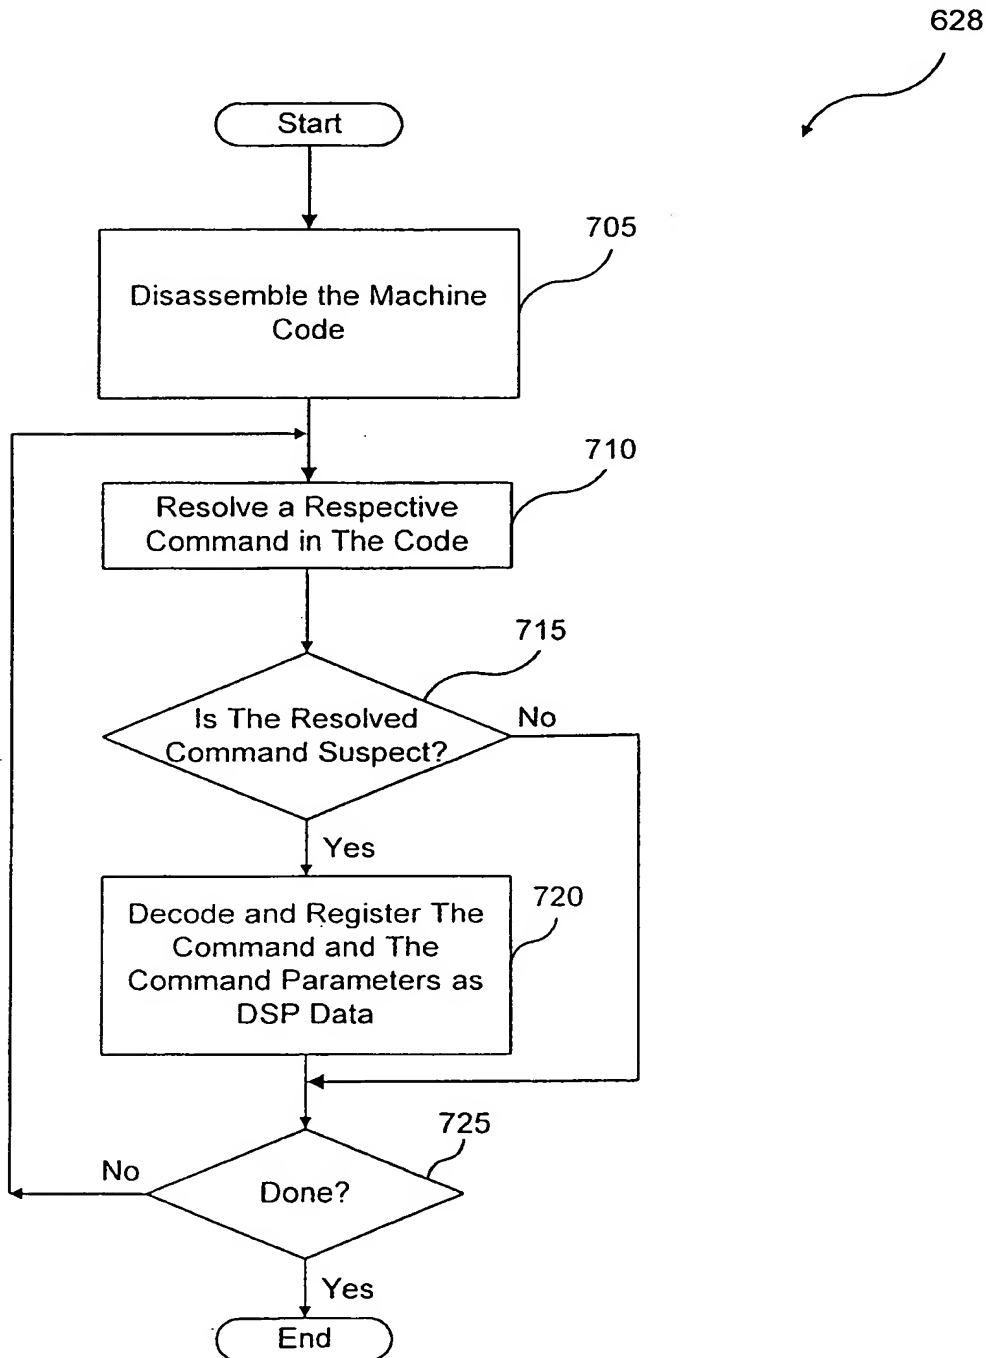 628
Start
705
Disassemble the Machine
Code
710
Resolve a Respective
Command in The Code
715
Is The Resolved
Command Suspect?
No
Yes
720
Decode and Register The
Command and The
Command Parameters as
DSP Data
725
No
Done?
Yes
End